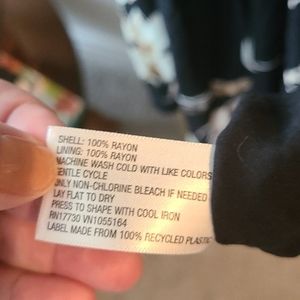 SHELL: 100% RAYON
LINING: 100% RAYON
MACHINE WASH COLD WITH LIKE COLORS
GENTLE CYCLE
ONLY NON-CHLORINE BLEACH IF NEEDED
LAY FLAT TO DRY
PRESS TO SHAPE WITH COOL IRON
RN17730 VN1055164
LABEL MADE FROM 100% RECYCLED PLASTIC